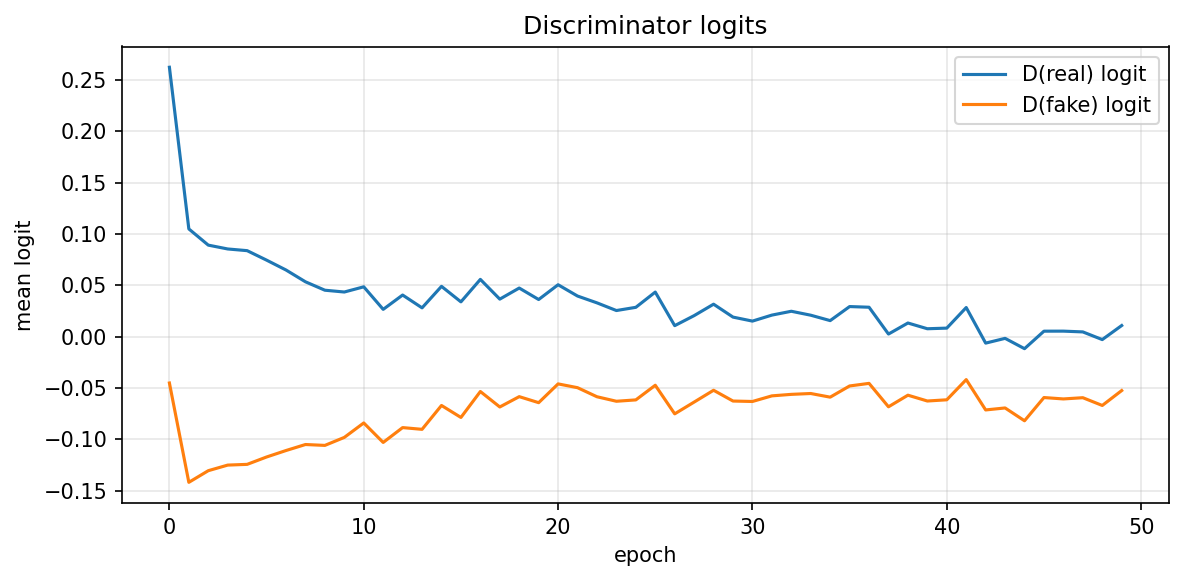 Discriminator logits
D(real) logit
D(fake) logit
mean logit
0.25
0.20
0.15
0.10
0.05
0.00
−0.05
−0.10
−0.15
0 10 20 30 40 50
epoch